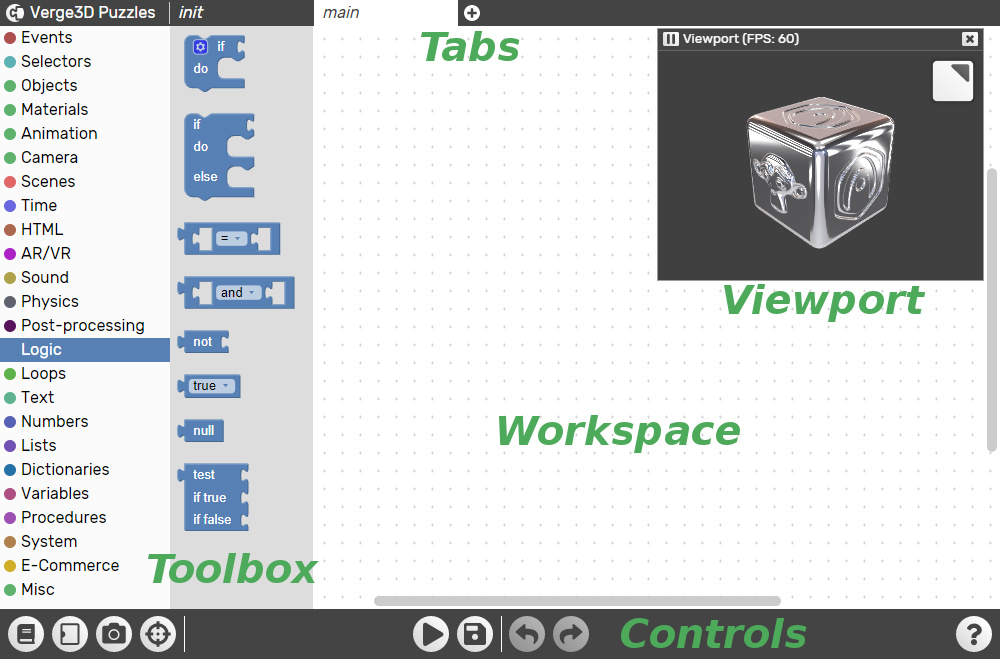 Verge3D Puzzles
init
main
Tabs
Viewport (FPS: 60)
Events
Selectors
Objects
Materials
Animation
Camera
Scenes
Time
HTML
AR/VR
Sound
Physics
Post-processing
Logic
Loops
Text
Numbers
Lists
Dictionaries
Variables
Procedures
System
E-Commerce
Misc
if
do
if
do
else
=
and
not
true
null
test
if true
if false
Toolbox
Viewport
Workspace
Controls
?